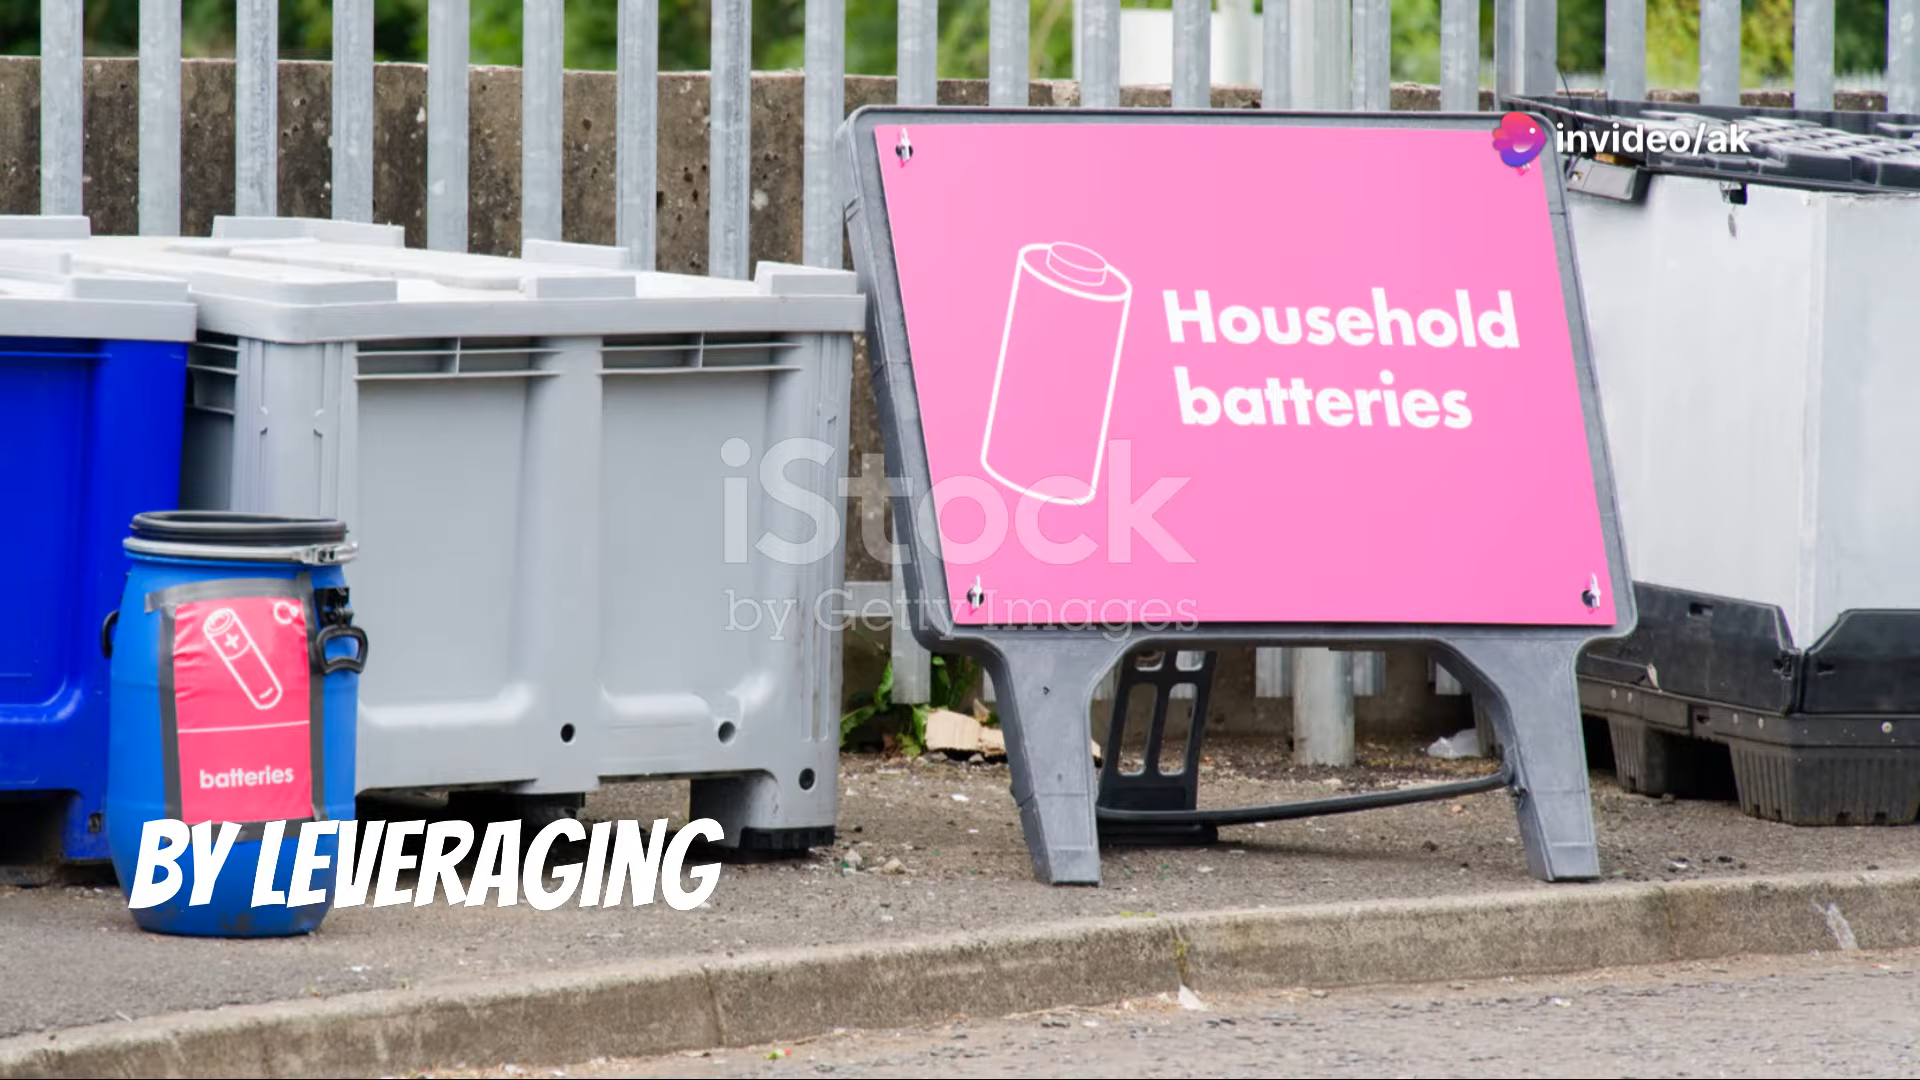 invideo/ak
Household
batteries
iStock
by Getty Images
batteries
BY LEVERAGING